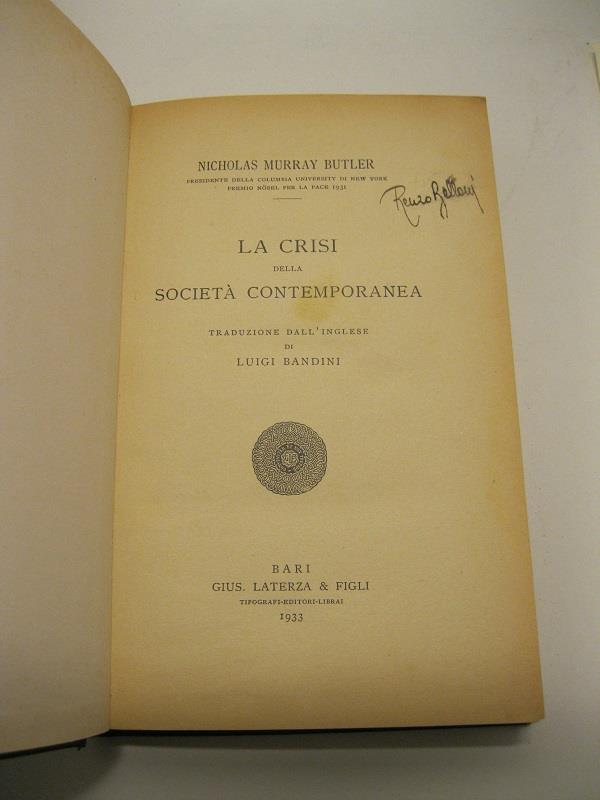 NICHOLAS MURRAY BUTLER
PRESIDENTE DELLA COLUMBIA UNIVERSITY DI NEW YORK
PREMIO NÖBEL PER LA PACE 1931
Renzo
LA CRISI
DELLA
SOCIETÀ CONTEMPORANEA
TRADUZIONE DALL'INGLESE
DI
LUIGI BANDINI
BARI
GIUS. LATERZA & FIGLI
TIPOGRAFI-EDITORI-LIBRAI
1933